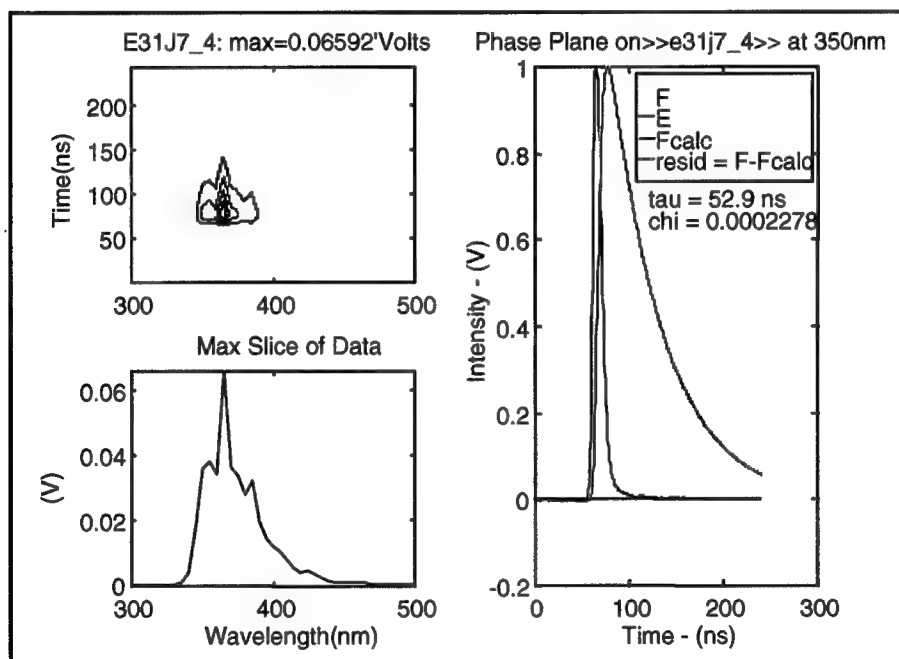 E31J7_4: max=0.06592'Volts
Time(ns)
200
150
100
50
300
400
500
Max Slice of Data
(V)
0.06
0.04
0.02
0
300
400
500
Wavelength(nm)
Phase Plane on>>e31j7_4>> at 350nm
Intensity - (V)
1
0.8
0.6
0.4
0.2
0
-0.2
F
E
Fcalc
resid = F-Fcalc
tau = 52.9 ns
chi = 0.0002278
0
100
200
300
Time - (ns)